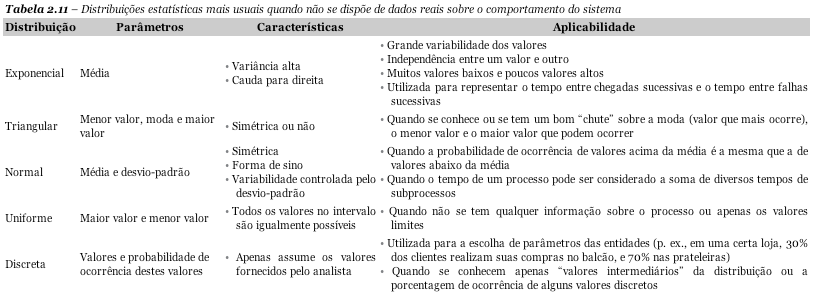 Tabela 2.11 – Distribuições estatísticas mais usuais quando não se dispõe de dados reais sobre o comportamento do sistema
Distribuição Parâmetros Características Aplicabilidade
Exponencial
Média
• Variância alta
• Cauda para direita
• Grande variabilidade dos valores
• Independência entre um valor e outro
• Muitos valores baixos e poucos valores altos
• Utilizada para representar o tempo entre chegadas sucessivas e o tempo entre falhas
sucessivas
Triangular
Menor valor, moda e maior
valor
• Simétrica ou não
• Quando se conhece ou se tem um bom “chute” sobre a moda (valor que mais ocorre),
o menor valor e o maior valor que podem ocorrer
Normal
Média e desvio-padrão
• Simétrica
• Forma de sino
• Variabilidade controlada pelo
desvio-padrão
• Quando a probabilidade de ocorrência de valores acima da média é a mesma que a de
valores abaixo da média
• Quando o tempo de um processo pode ser considerado a soma de diversos tempos de
subprocessos
Uniforme
Maior valor e menor valor
• Todos os valores no intervalo
são igualmente possíveis
• Quando não se tem qualquer informação sobre o processo ou apenas os valores
limites
Discreta
Valores e probabilidade de
ocorrência destes valores
• Apenas assume os valores
fornecidos pelo analista
• Utilizada para a escolha de parâmetros das entidades (p. ex., em uma certa loja, 30%
dos clientes realizam suas compras no balcão, e 70% nas prateleiras)
• Quando se conhecem apenas “valores intermediários” da distribuição ou a
porcentagem de ocorrência de alguns valores discretos